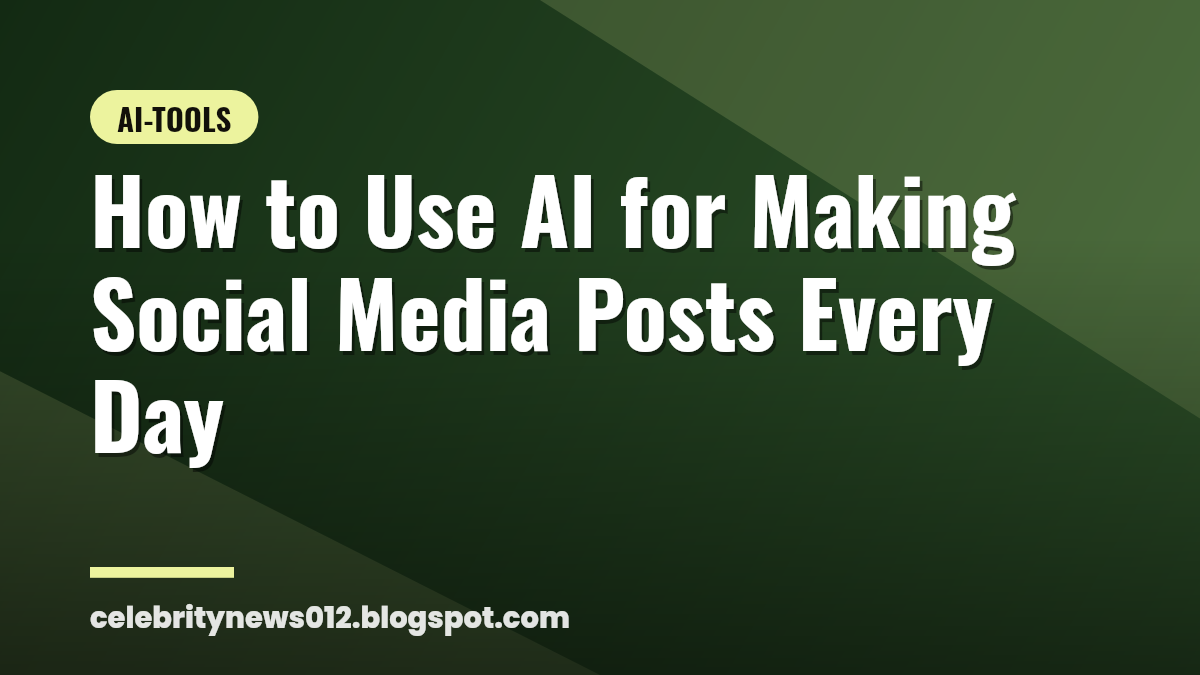 AI-TOOLS
How to Use AI for Making
Social Media Posts Every
Day
celebritynews012.blogspot.com